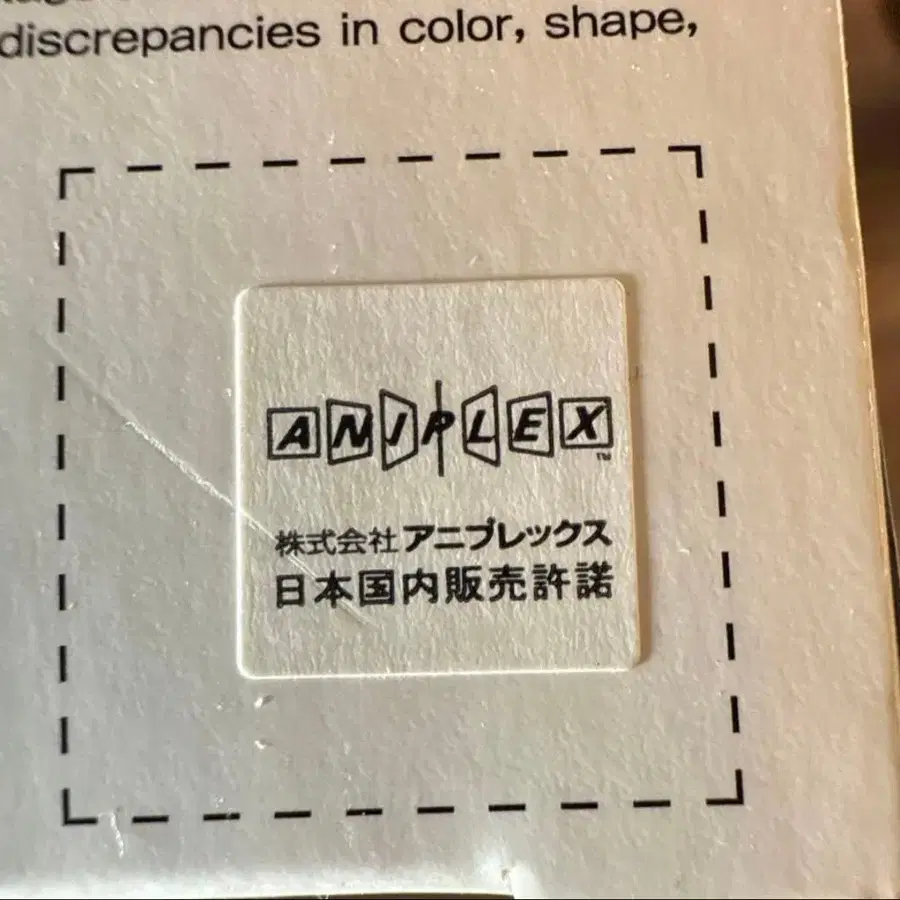 discrepancies in color, shape,
ANIPLEX™
株式会社アニプレックス
日本国内販売許諾